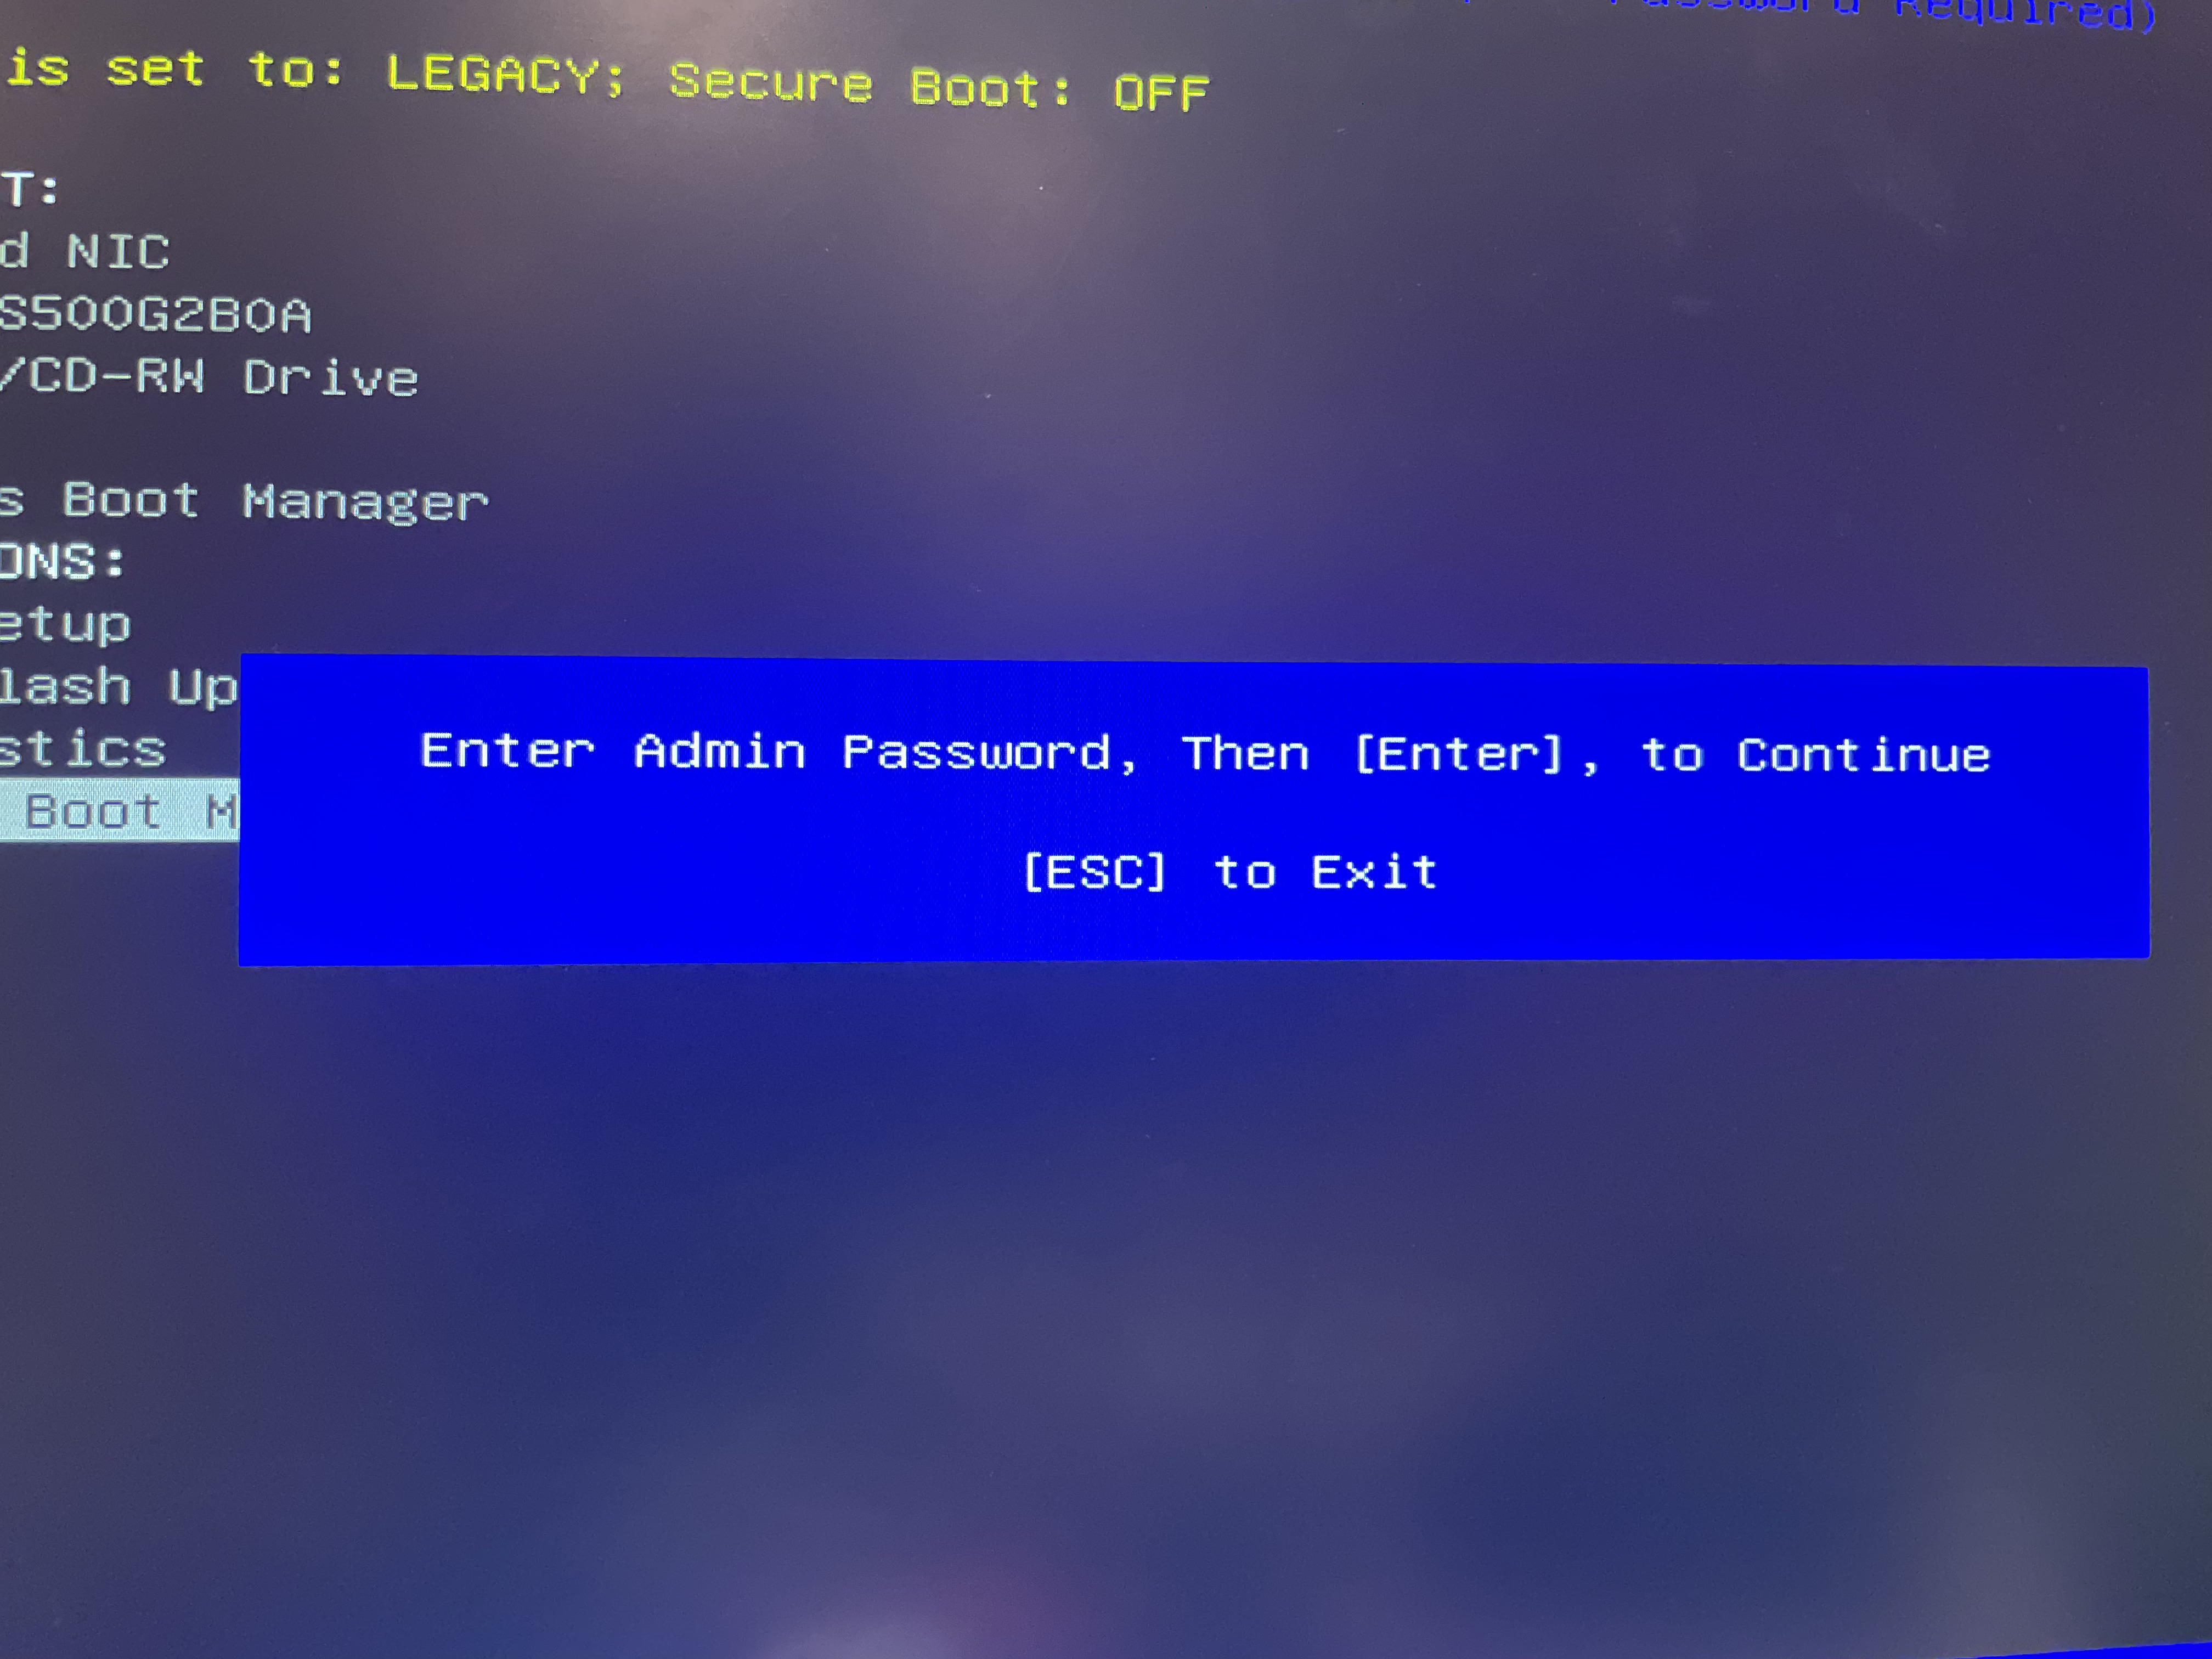 Required)
is set to: LEGACY; Secure Boot: OFF
T:
d NIC
S500G2B0A
/CD-RW Drive
s Boot Manager
ONS:
etup
lash Up
stics
Boot M
Enter Admin Password, Then [Enter], to Continue
[ESC] to Exit